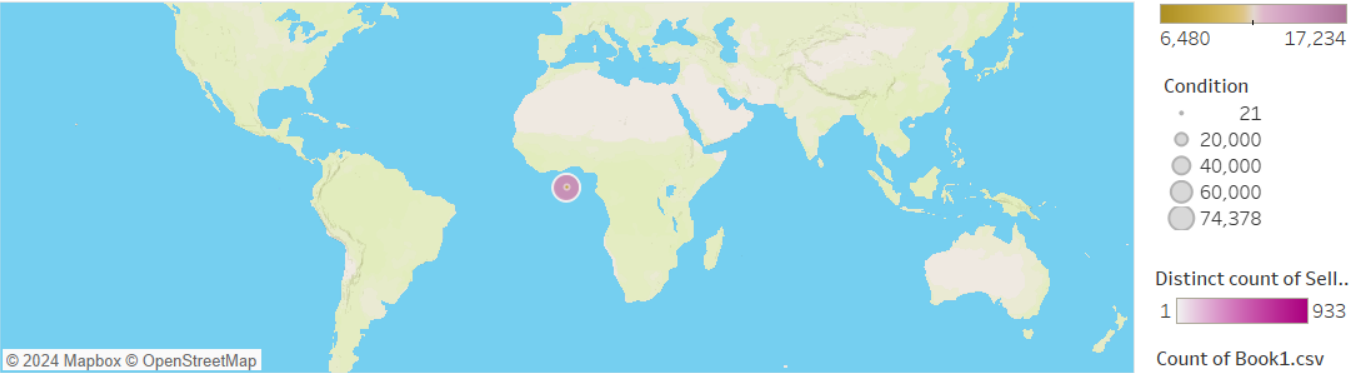 6,480 17,234
Condition
21
20,000
40,000
60,000
74,378
Distinct count of Sell..
1 933
Count of Book1.csv
© 2024 Mapbox © OpenStreetMap